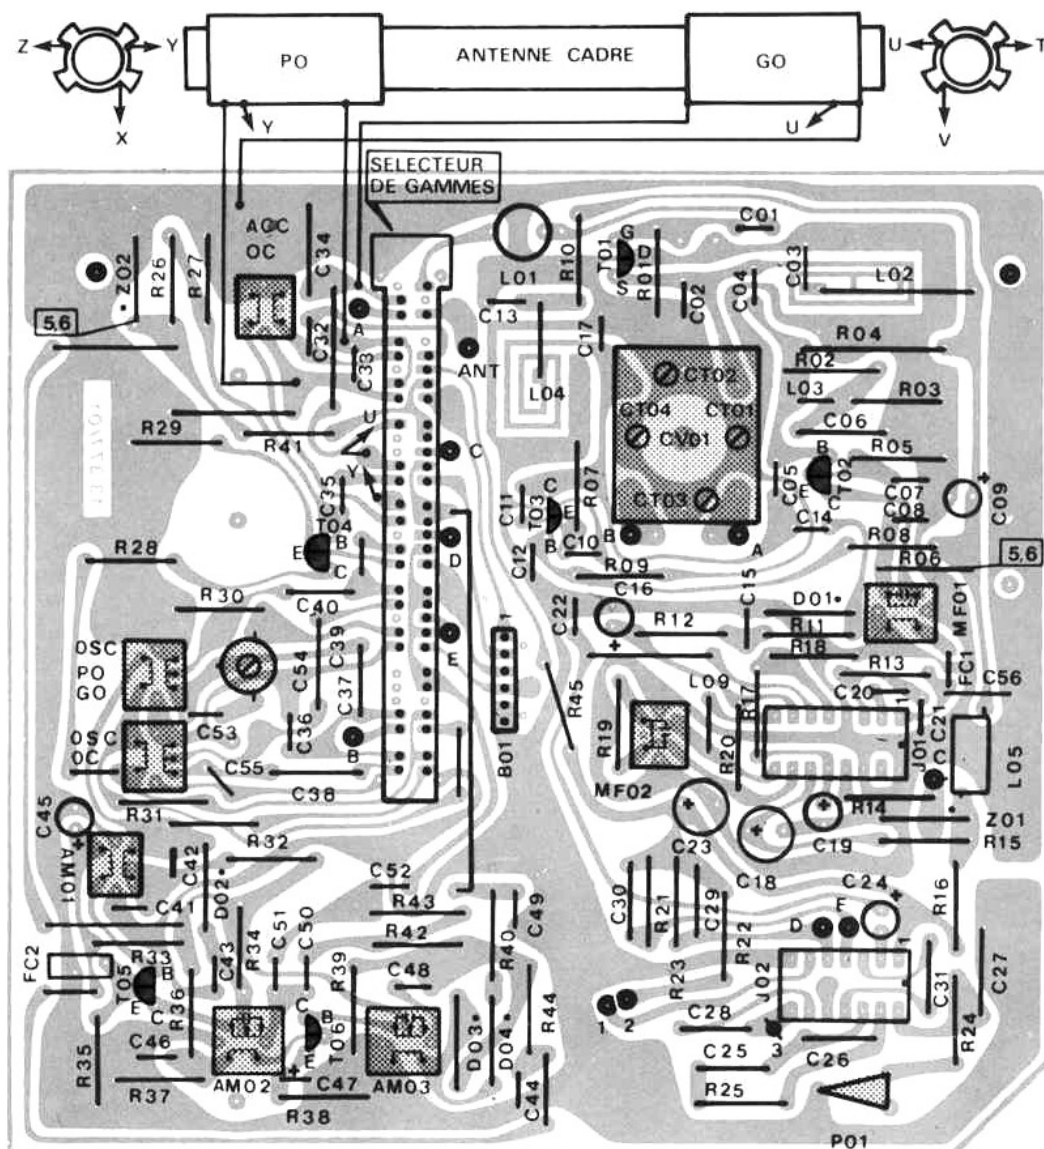 Z Y X
PO
ANTENNE CADRE
GO
U T V
Y
U
SELECTEUR
DE GAMMES
ACC
OC
C34
Z02
R26
R27
5,6
C32
C33
A
ANT
L01
C13
L04
R10
T01
G
D
S
R01
C17
C02
C01
C04
C03
L02
R04
R02
L03
R03
C06
R05
CT02
CT04
CT01
CV01
CT03
B
A
C05
B
E
C
T02
C07
C08
+
C09
C14
R08
R06
5,6
R29
R41
U
Y
C
C35
T04
B
E
C
D
R07
C11
T03
C
E
B
C10
C12
R09
R28
R30
C40
C16
+
C22
R12
C15
D01
R11
R18
MF01
OSC
PO
GO
C54
C39
C37
E
1
R45
R13
FC1
C20
C56
C53
C36
B
B01
R19
L09
R17
R20
1
J01
C21
C
L05
OSC
OC
C55
C38
MF02
R31
C45
+
R32
+
C23
+
C18
+
C19
R14
Z01
R15
AM01
C42
D02
C52
C41
R43
C49
C30
R21
C29
R22
C24
+
D
E
R16
R33
FC2
T05
B
E
C
C43
R34
C51
C50
R42
R40
R23
J02
1
C31
C27
R36
R39
C48
R44
1
2
C28
3
R24
R35
C46
C
B
E
T06
D03
D04
C26
AM02
+
C47
AM03
C25
R37
R38
C44
R25
P01